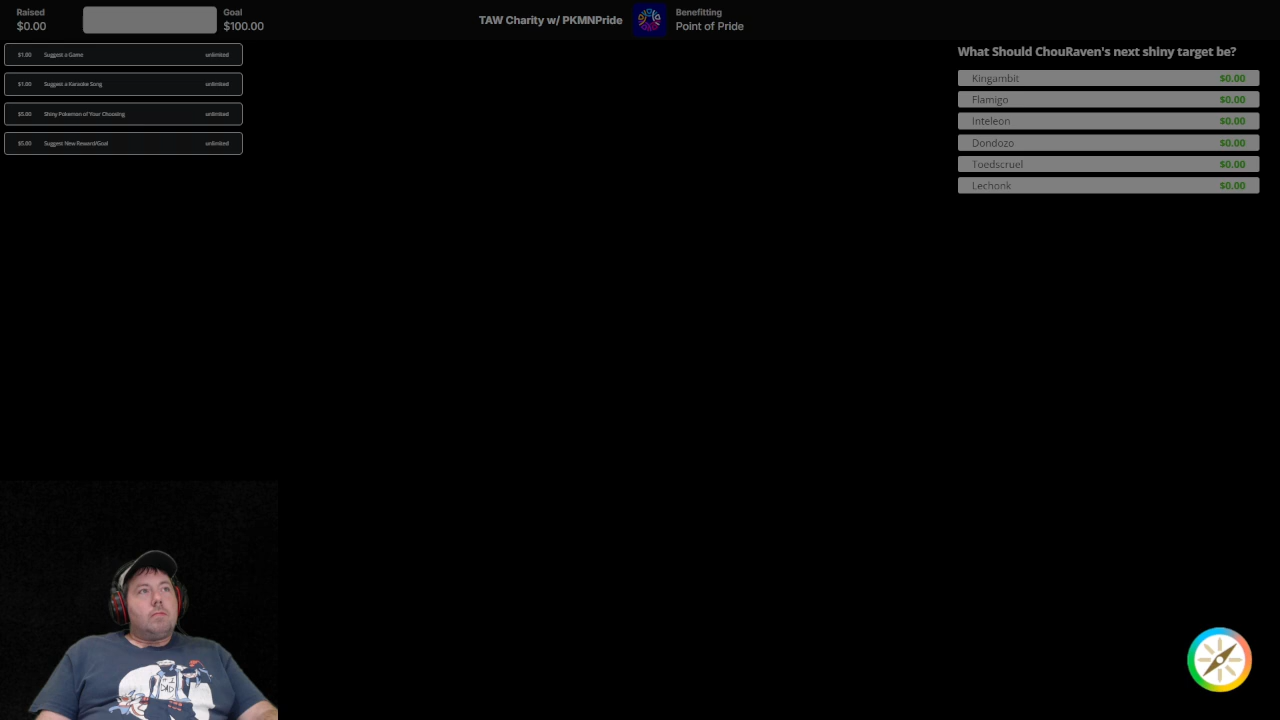 Raised
$0.00
Goal
$100.00
TAW Charity w/ PKMNPride
Benefitting
Point of Pride
$1.00 Suggest a Game unlimited
$1.00 Suggest a Karaoke Song unlimited
$5.00 Shiny Pokemon of Your Choosing unlimited
$5.00 Suggest New Reward/Goal unlimited
What Should ChouRaven's next shiny target be?
Kingambit $0.00
Flamigo $0.00
Inteleon $0.00
Dondozo $0.00
Toedscruel $0.00
Lechonk $0.00